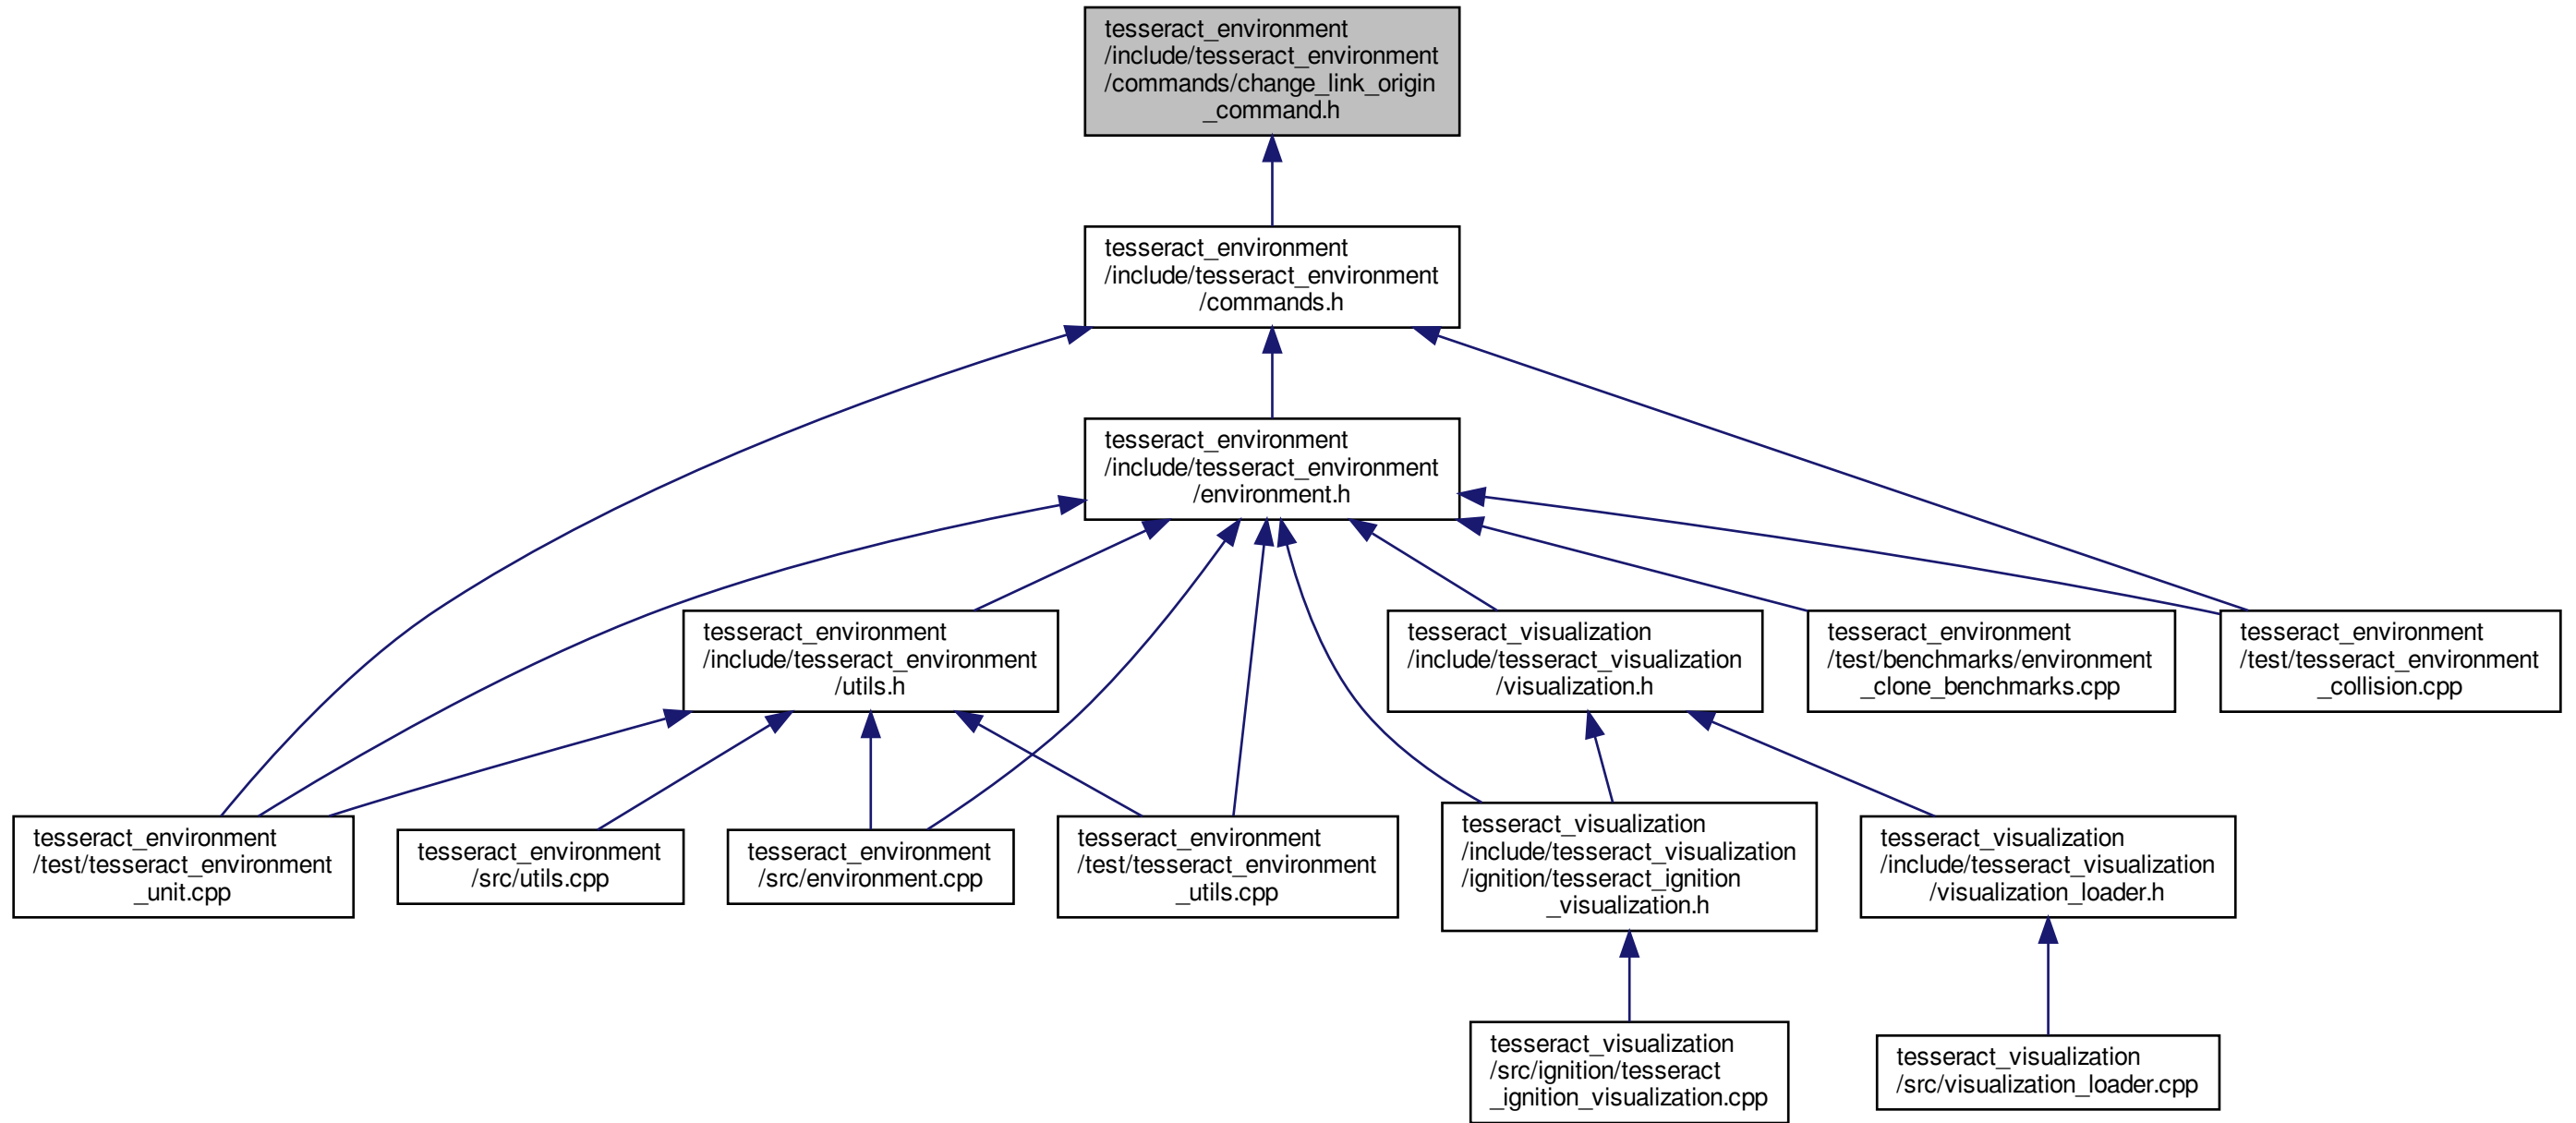 tesseract_environment
/include/tesseract_environment
/commands/change_link_origin
_command.h
tesseract_environment
/include/tesseract_environment
/commands.h
tesseract_environment
/include/tesseract_environment
/environment.h
tesseract_environment
/include/tesseract_environment
/utils.h
tesseract_visualization
/include/tesseract_visualization
/visualization.h
tesseract_environment
/test/benchmarks/environment
_clone_benchmarks.cpp
tesseract_environment
/test/tesseract_environment
_collision.cpp
tesseract_environment
/test/tesseract_environment
_unit.cpp
tesseract_environment
/src/utils.cpp
tesseract_environment
/src/environment.cpp
tesseract_environment
/test/tesseract_environment
_utils.cpp
tesseract_visualization
/include/tesseract_visualization
/ignition/tesseract_ignition
_visualization.h
tesseract_visualization
/include/tesseract_visualization
/visualization_loader.h
tesseract_visualization
/src/ignition/tesseract
_ignition_visualization.cpp
tesseract_visualization
/src/visualization_loader.cpp